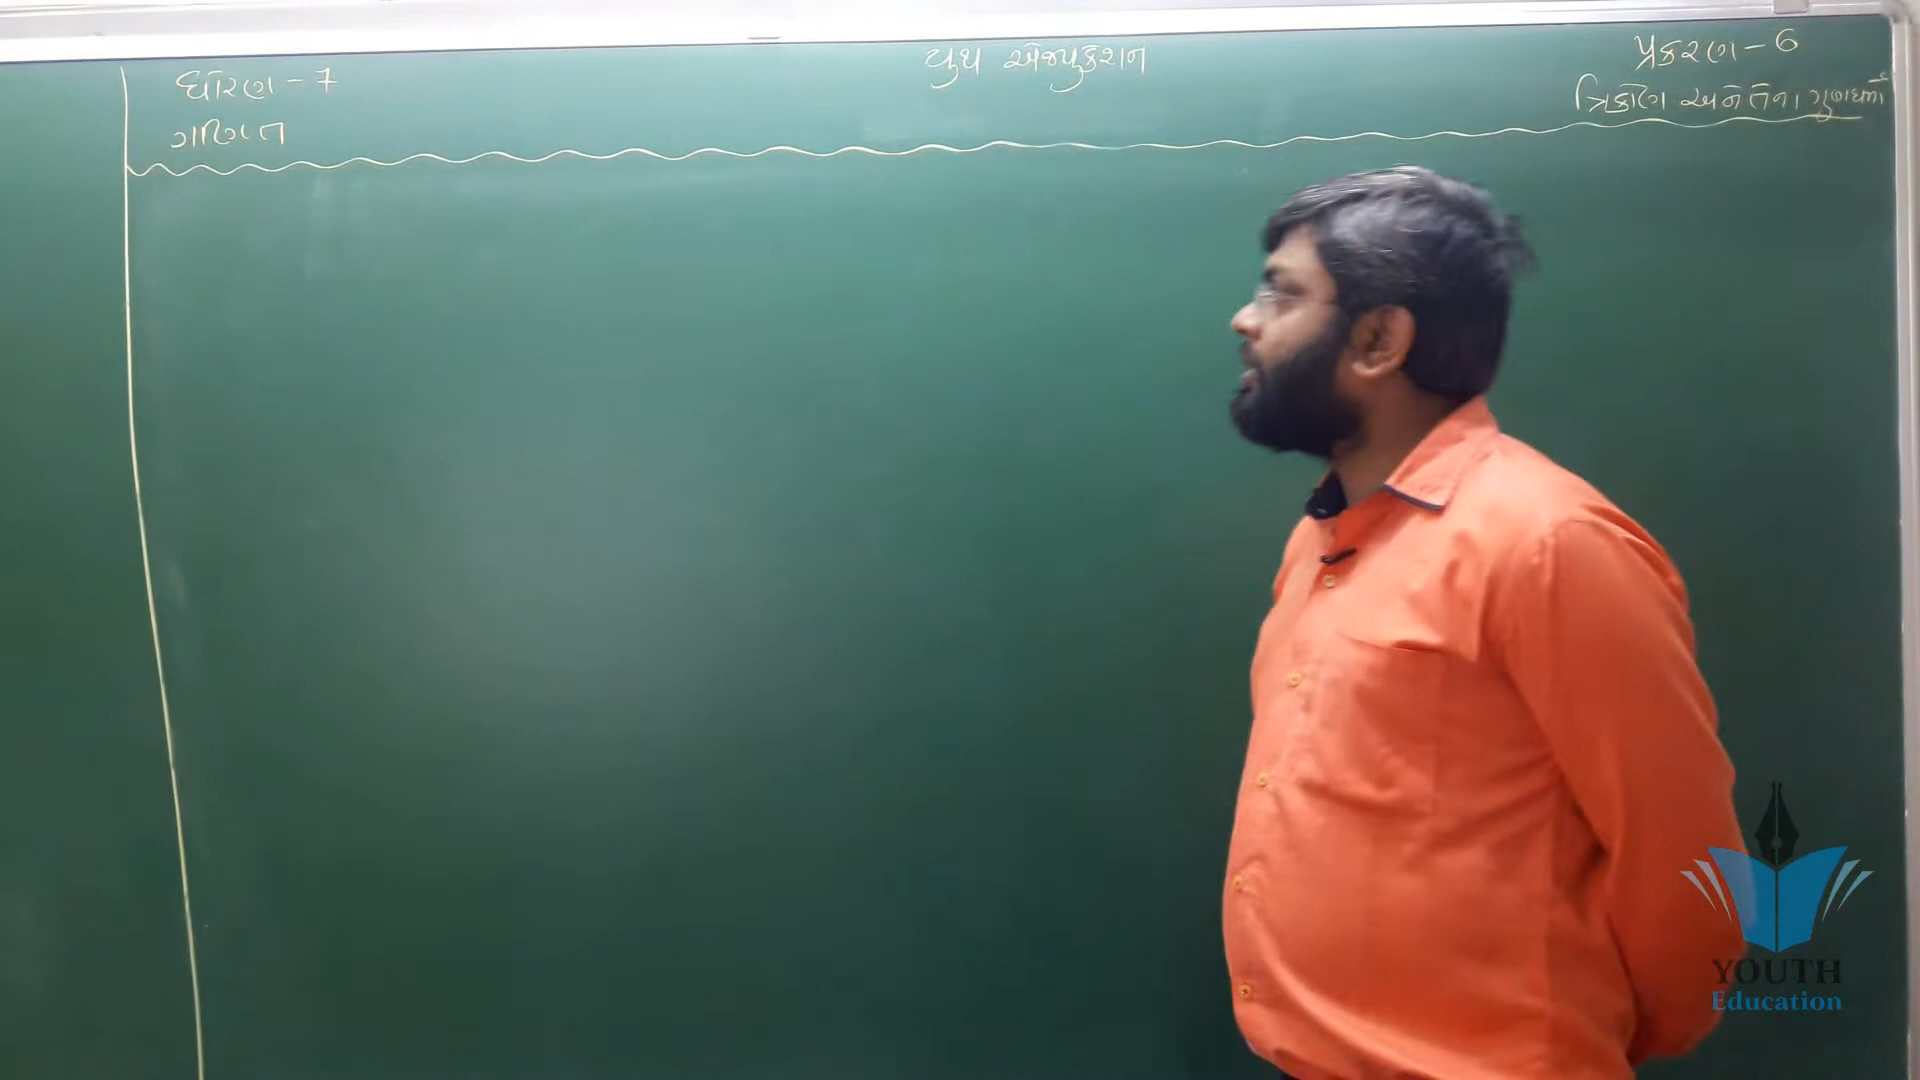 ધોરણ - 7
ગણિત
યુથ એજ્યુકેશન
પ્રકરણ - 6
ત્રિકોણ અને તેના ગુણધર્મો
YOUTH
Education